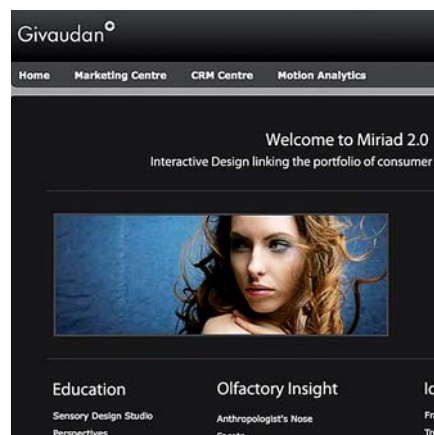 Givaudan
Home Marketing Centre CRM Centre Motion Analytics
Welcome to Miriad 2.0
Interactive Design linking the portfolio of consumer
Education Olfactory Insight
Sensory Design Studio Anthropologist's Nose
Perspectives